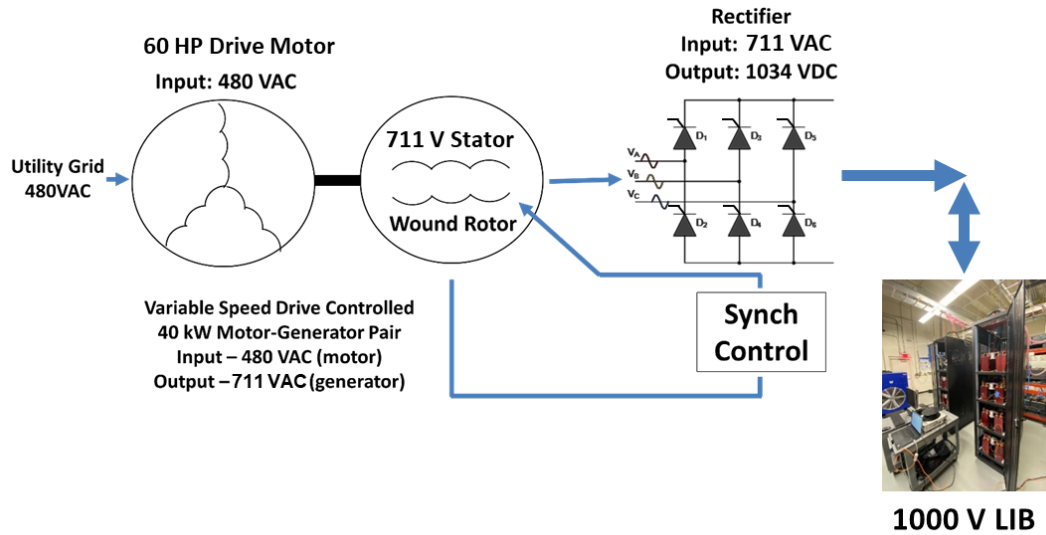 60 HP Drive Motor
Input: 480 VAC
Utility Grid
480VAC
711 V Stator
Wound Rotor
Variable Speed Drive Controlled
40 kW Motor-Generator Pair
Input – 480 VAC (motor)
Output – 711 VAC (generator)
Rectifier
Input: 711 VAC
Output: 1034 VDC
D1
D3
D5
VA
VB
VC
D2
D4
D6
Synch
Control
1000 V LIB